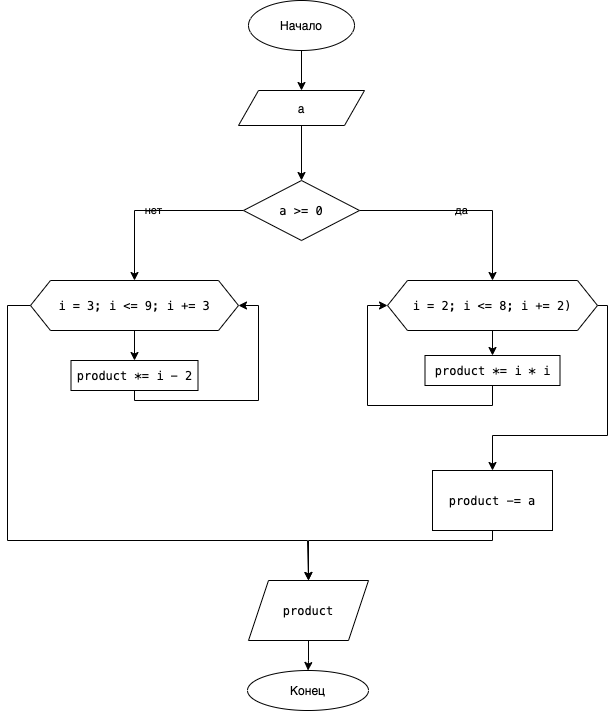 Начало
a
a >= 0
нет
да
i = 3; i <= 9; i += 3
i = 2; i <= 8; i += 2)
product *= i - 2
product *= i * i
product -= a
product
Конец